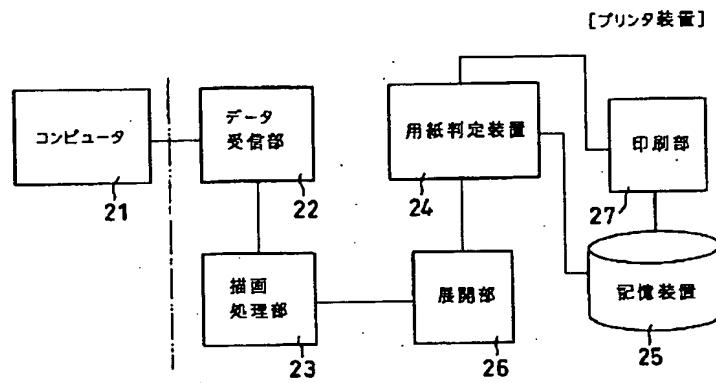 [プリンタ装置]
コンピュータ
21
データ
受信部
22
用紙判定装置
24
印刷部
27
描画
処理部
23
展開部
26
記憶装置
25